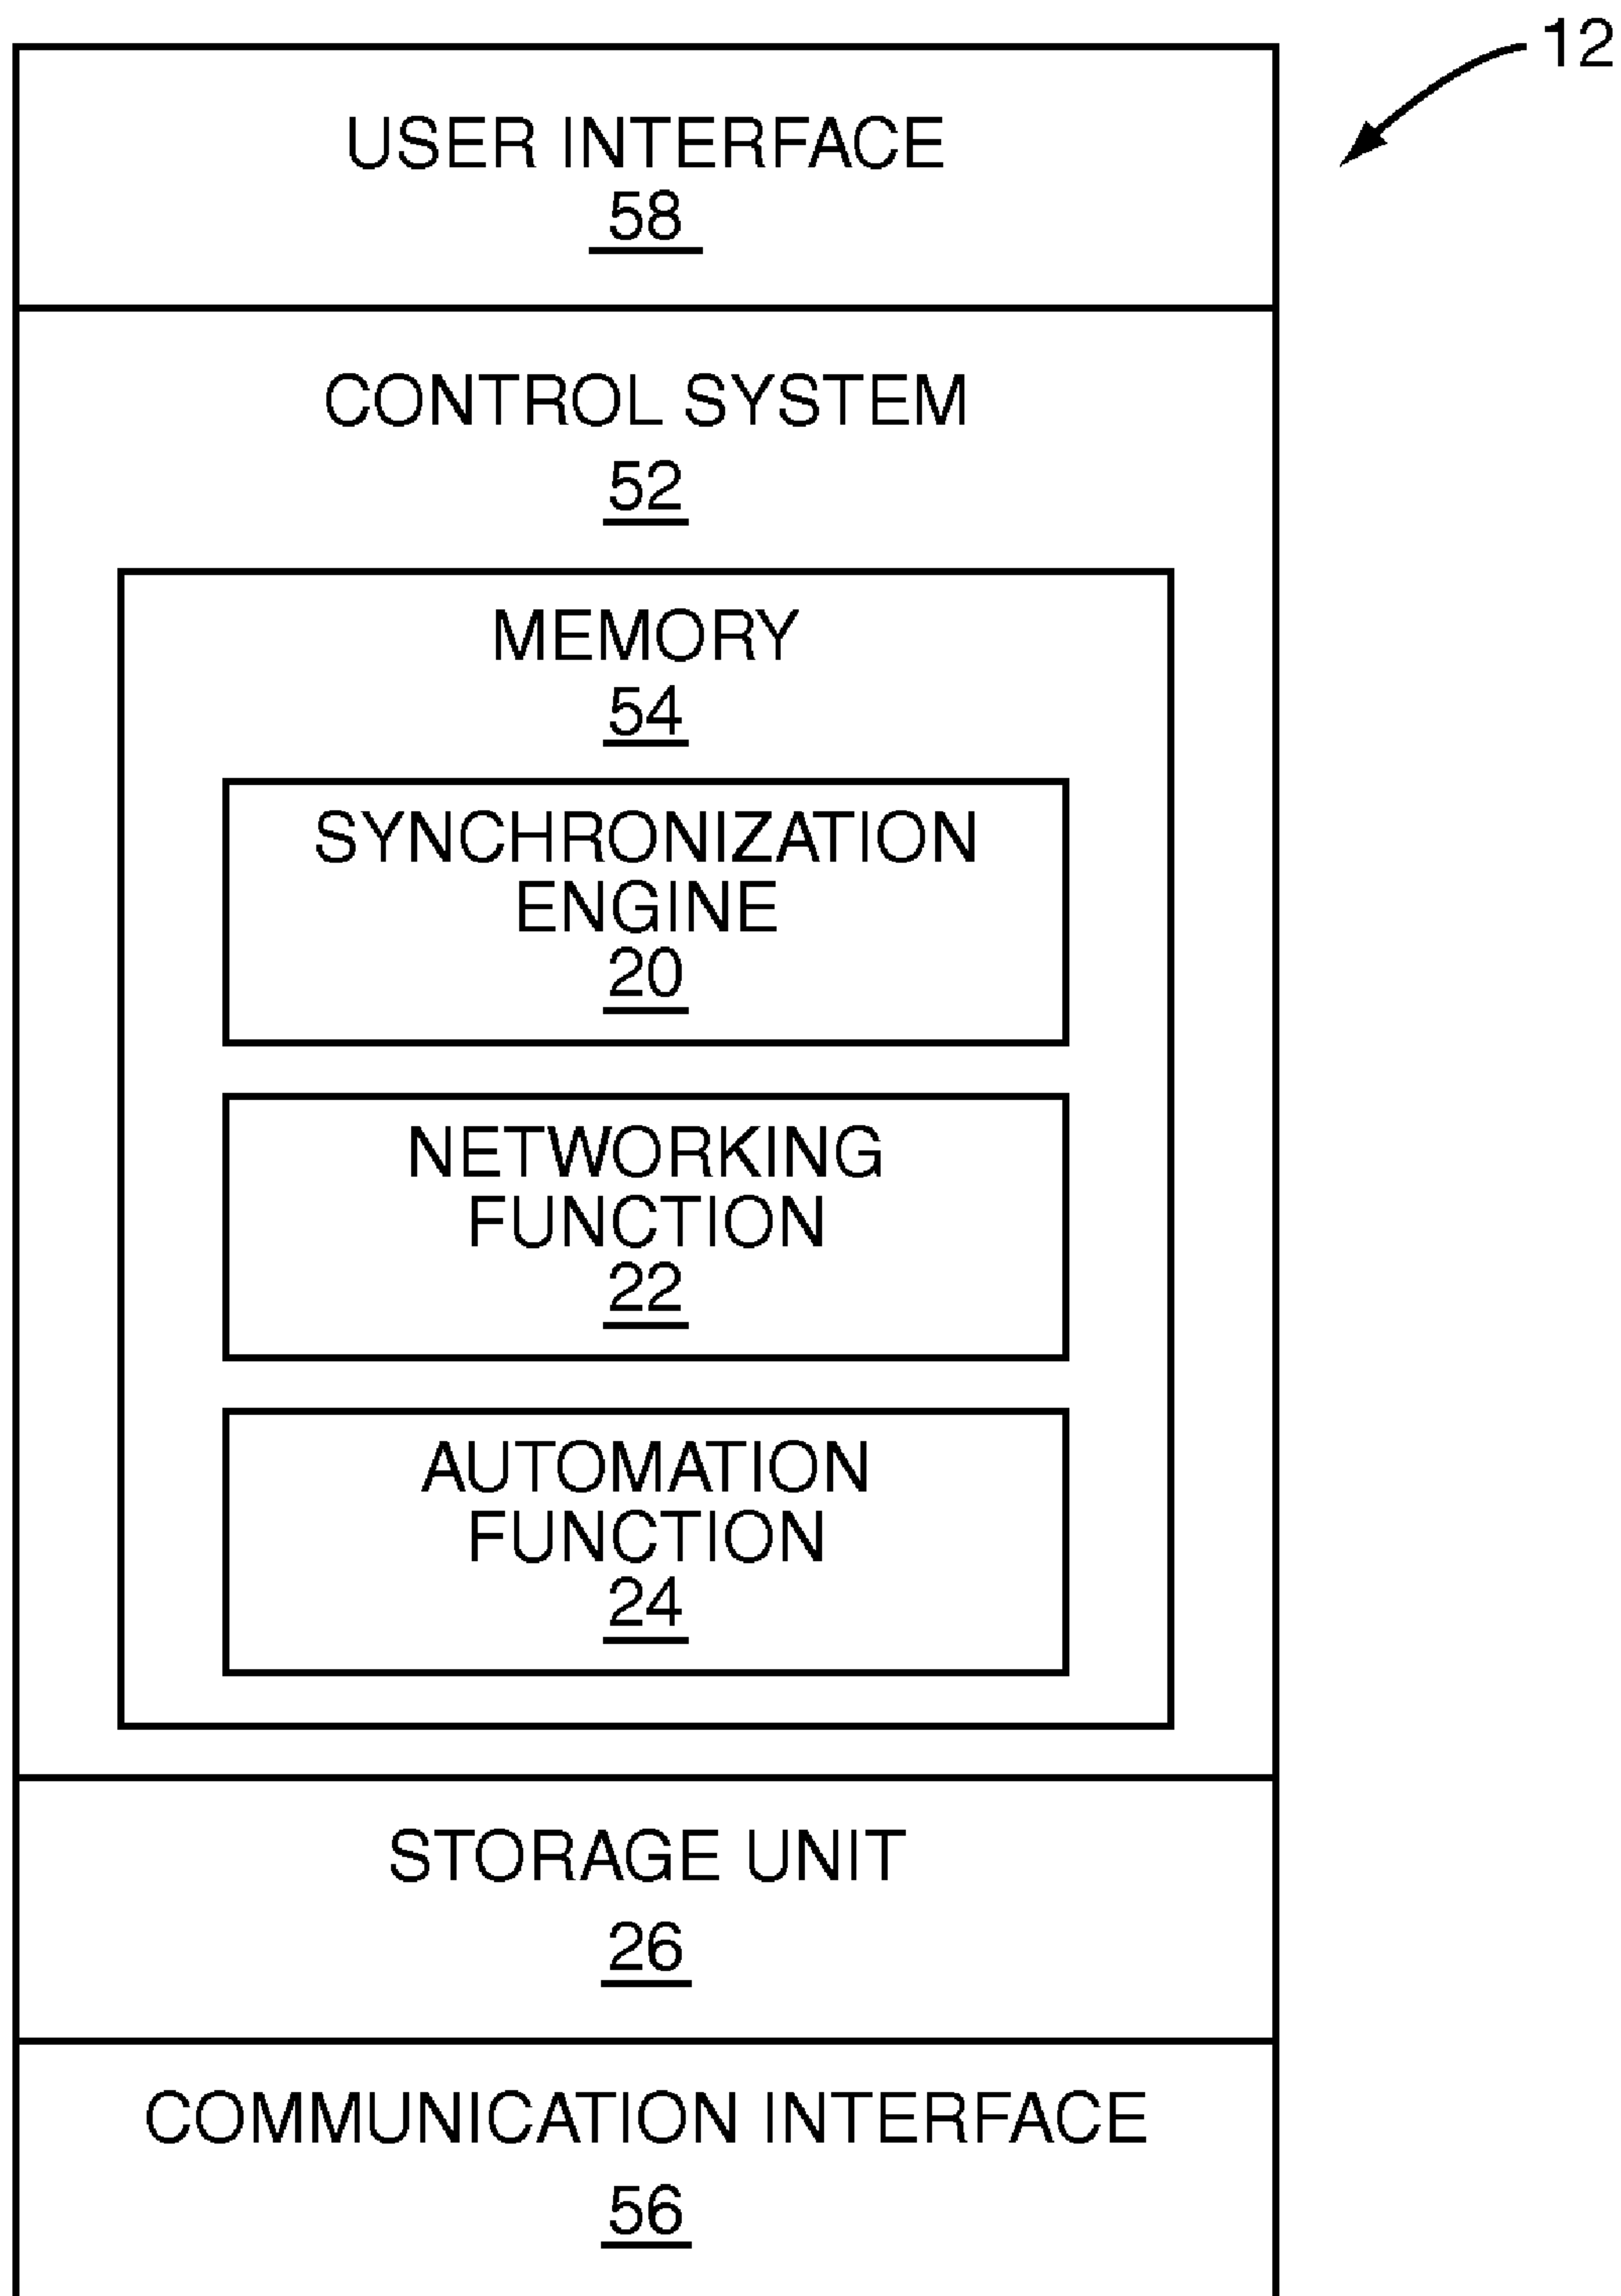 12
USER INTERFACE
58
CONTROL SYSTEM
52
MEMORY
54
SYNCHRONIZATION
ENGINE
20
NETWORKING
FUNCTION
22
AUTOMATION
FUNCTION
24
STORAGE UNIT
26
COMMUNICATION INTERFACE
56